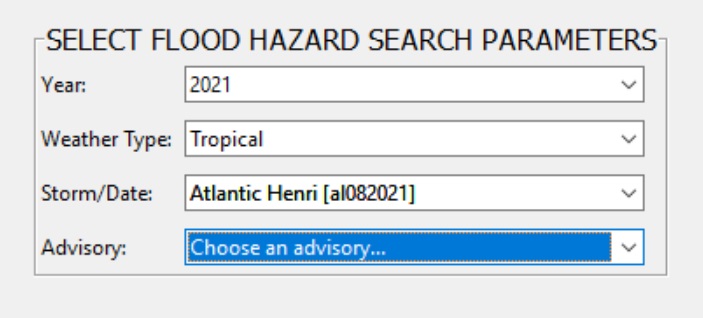 SELECT FLOOD HAZARD SEARCH PARAMETERS
Year: 2021
Weather Type: Tropical
Storm/Date: Atlantic Henri [al082021]
Advisory: Choose an advisory...